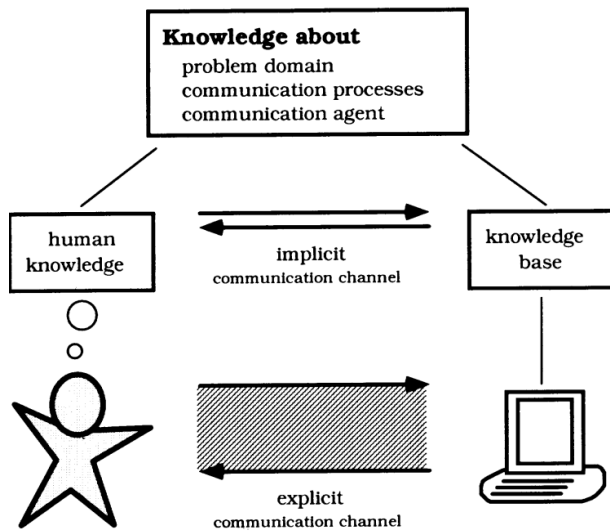 Knowledge about
problem domain
communication processes
communication agent
human
knowledge
implicit
communication channel
knowledge
base
explicit
communication channel